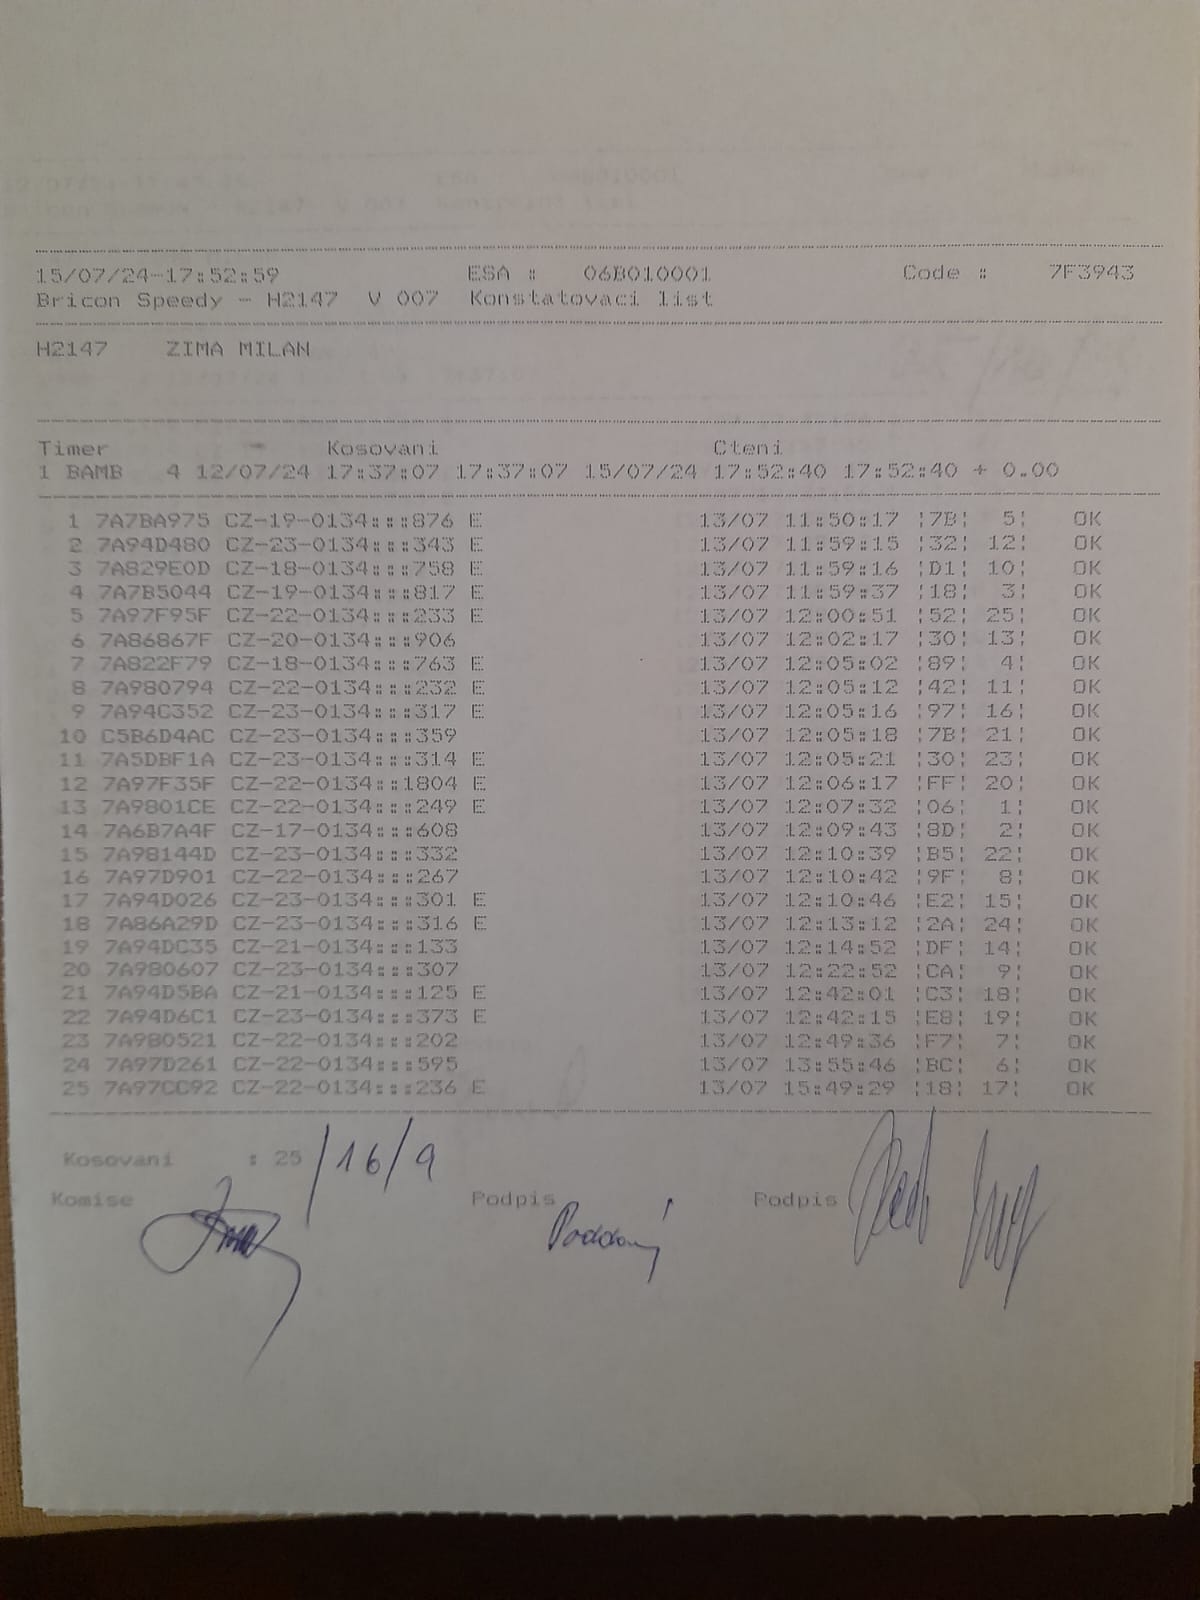 15/07/24-17:52:59 ESA : 06B010001 Code : 7F3943
Bricon Speedy - H2147 V 007 Konstatovaci list
H2147 ZIMA MILAN
Timer Kosovani Cteni
1 BAMB 4 12/07/24 17:37:07 17:37:07 15/07/24 17:52:40 17:52:40 + 0.00
1 7A7BA975 CZ-19-0134:::876 E 13/07 11:50:17 ¦7B¦ 5¦ OK
2 7A94D480 CZ-23-0134:::343 E 13/07 11:59:15 ¦32¦ 12¦ OK
3 7A829E0D CZ-18-0134:::758 E 13/07 11:59:16 ¦D1¦ 10¦ OK
4 7A7B5044 CZ-19-0134:::817 E 13/07 11:59:37 ¦18¦ 3¦ OK
5 7A97F95F CZ-22-0134:::233 E 13/07 12:00:51 ¦52¦ 25¦ OK
6 7A86867F CZ-20-0134:::906 13/07 12:02:17 ¦30¦ 13¦ OK
7 7A822F79 CZ-18-0134:::763 E 13/07 12:05:02 ¦89¦ 4¦ OK
8 7A980794 CZ-22-0134:::232 E 13/07 12:05:12 ¦42¦ 11¦ OK
9 7A94C352 CZ-23-0134:::317 E 13/07 12:05:16 ¦97¦ 16¦ OK
10 C5B6D4AC CZ-23-0134:::359 13/07 12:05:18 ¦7B¦ 21¦ OK
11 7A5DBF1A CZ-23-0134:::314 E 13/07 12:05:21 ¦30¦ 23¦ OK
12 7A97F35F CZ-22-0134::1804 E 13/07 12:06:17 ¦FF¦ 20¦ OK
13 7A9801CE CZ-22-0134:::249 E 13/07 12:07:32 ¦06¦ 1¦ OK
14 7A6B7A4F CZ-17-0134:::608 13/07 12:09:43 ¦8D¦ 2¦ OK
15 7A98144D CZ-23-0134:::332 13/07 12:10:39 ¦B5¦ 22¦ OK
16 7A97D901 CZ-22-0134:::267 13/07 12:10:42 ¦9F¦ 8¦ OK
17 7A94D026 CZ-23-0134:::301 E 13/07 12:10:46 ¦E2¦ 15¦ OK
18 7A86A29D CZ-23-0134:::316 E 13/07 12:13:12 ¦2A¦ 24¦ OK
19 7A94DC35 CZ-21-0134:::133 13/07 12:14:52 ¦DF¦ 14¦ OK
20 7A980607 CZ-23-0134:::307 13/07 12:22:52 ¦CA¦ 9¦ OK
21 7A94D5BA CZ-21-0134:::125 E 13/07 12:42:01 ¦C3¦ 18¦ OK
22 7A94D6C1 CZ-23-0134:::373 E 13/07 12:42:15 ¦E8¦ 19¦ OK
23 7A980521 CZ-22-0134:::202 13/07 12:49:36 ¦F7¦ 7¦ OK
24 7A97D261 CZ-22-0134:::595 13/07 13:55:46 ¦BC¦ 6¦ OK
25 7A97CC92 CZ-22-0134:::236 E 13/07 15:49:29 ¦18¦ 17¦ OK
Kosovani : 25 /16/9
Komise Podpis Podpis